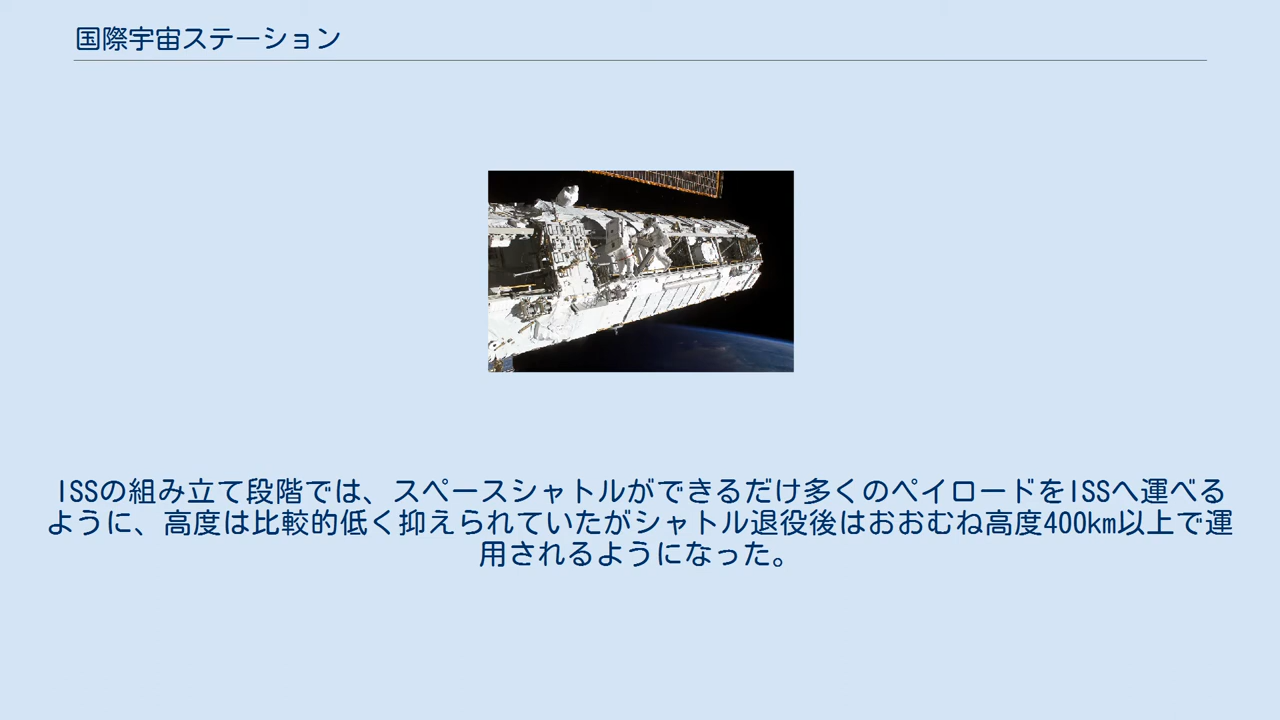 国際宇宙ステーション
ISSの組み立て段階では、スペースシャトルができるだけ多くのペイロードをISSへ運べる
ように、高度は比較的低く抑えられていたがシャトル退役後はおおむね高度400km以上で運
用されるようになった。